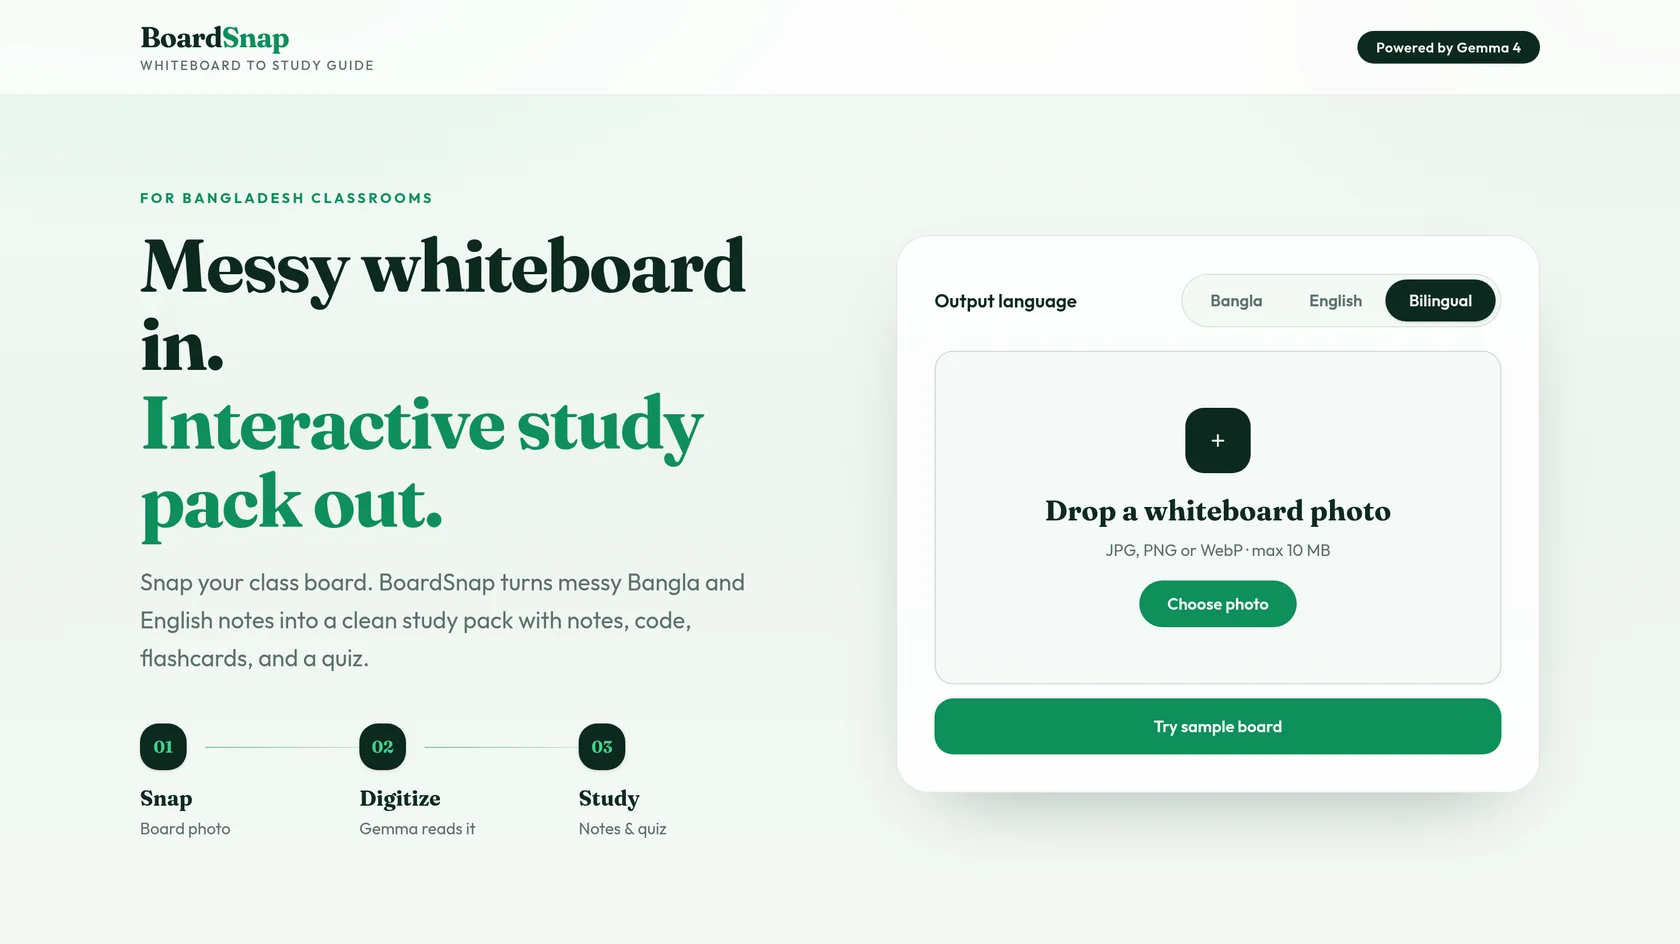 BoardSnap
WHITEBOARD TO STUDY GUIDE
Powered by Gemma 4
FOR BANGLADESH CLASSROOMS
Messy whiteboard
in.
Interactive study
pack out.
Snap your class board. BoardSnap turns messy Bangla and
English notes into a clean study pack with notes, code,
flashcards, and a quiz.
01
02
03
Snap
Digitize
Study
Board photo
Gemma reads it
Notes & quiz
Output language
Bangla
English
Bilingual
+
Drop a whiteboard photo
JPG, PNG or WebP · max 10 MB
Choose photo
Try sample board